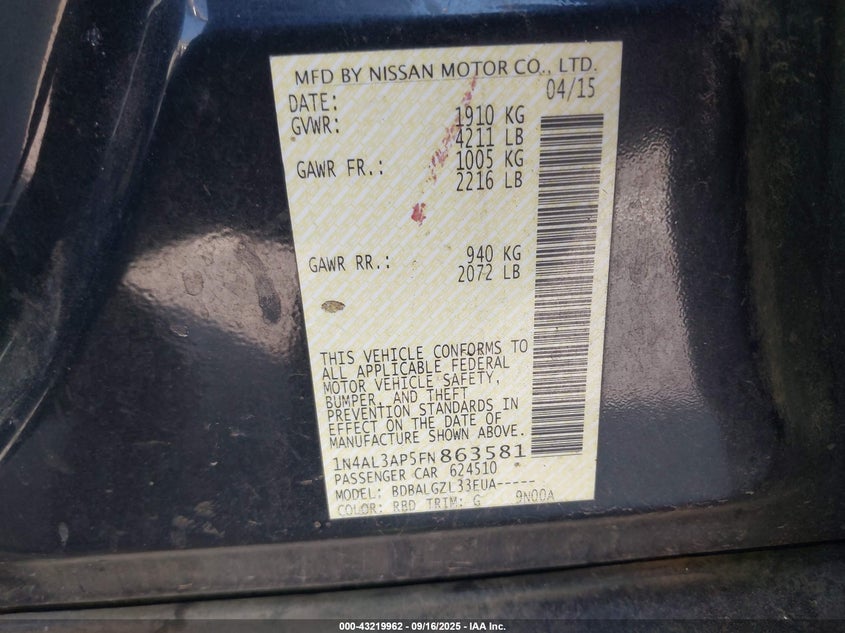 MFD BY NISSAN MOTOR CO., LTD.
DATE: 04/15
GVWR: 1910 KG
4211 LB
GAWR FR.: 1005 KG
2216 LB
GAWR RR.: 940 KG
2072 LB
THIS VEHICLE CONFORMS TO
ALL APPLICABLE FEDERAL
MOTOR VEHICLE SAFETY,
BUMPER, AND THEFT
PREVENTION STANDARDS IN
EFFECT ON THE DATE OF
MANUFACTURE SHOWN ABOVE.
1N4AL3AP5FN863581
PASSENGER CAR 624510
MODEL: BDBALGZL33EUA-----
COLOR: RBD TRIM: G 9N00A
000-43219962 - 09/16/2025 - IAA Inc.